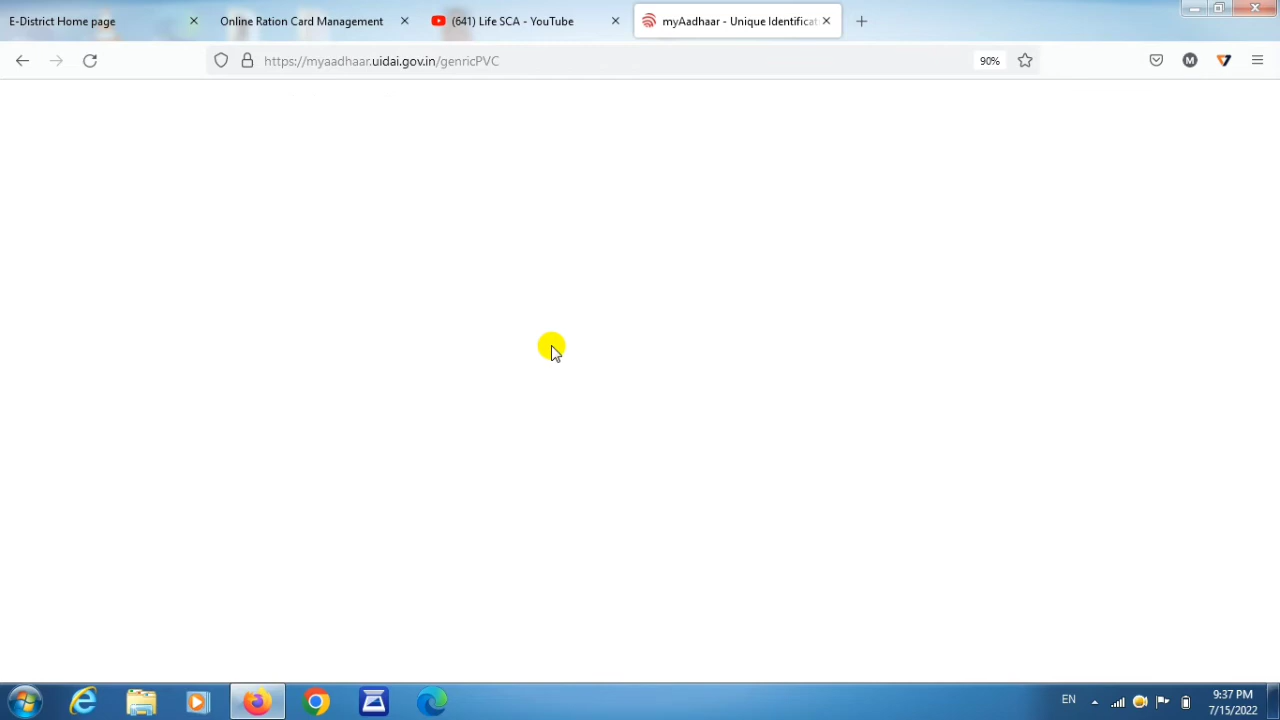 E-District Home page
Online Ration Card Management
(641) Life SCA - YouTube
myAadhaar - Unique Identificat
https://myaadhaar.uidai.gov.in/genricPVC
90%
M
EN
9:37 PM
7/15/2022